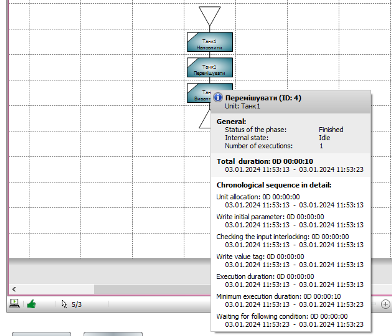 Танк1
Наповнити
Танк1
Перемішувати
Танк1
Перемішувати (ID: 4)
Unit: Танк1
General:
Status of the phase: Finished
Internal state: Idle
Number of executions: 1
Total duration: 0D 00:00:10
03.01.2024 11:53:13 - 03.01.2024 11:53:23
Chronological sequence in detail:
Unit allocation: 0D 00:00:00
03.01.2024 11:53:13 - 03.01.2024 11:53:13
Write initial parameter: 0D 00:00:00
03.01.2024 11:53:13 - 03.01.2024 11:53:13
Checking the input interlocking: 0D 00:00:00
03.01.2024 11:53:13 - 03.01.2024 11:53:13
Write value tag: 0D 00:00:00
03.01.2024 11:53:13 - 03.01.2024 11:53:13
Execution duration: 0D 00:00:00
03.01.2024 11:53:13 - 03.01.2024 11:53:13
Minimum execution duration: 0D 00:00:10
03.01.2024 11:53:13 - 03.01.2024 11:53:23
Waiting for following condition: 0D 00:00:00
03.01.2024 11:53:23 - 03.01.2024 11:53:23
5/3